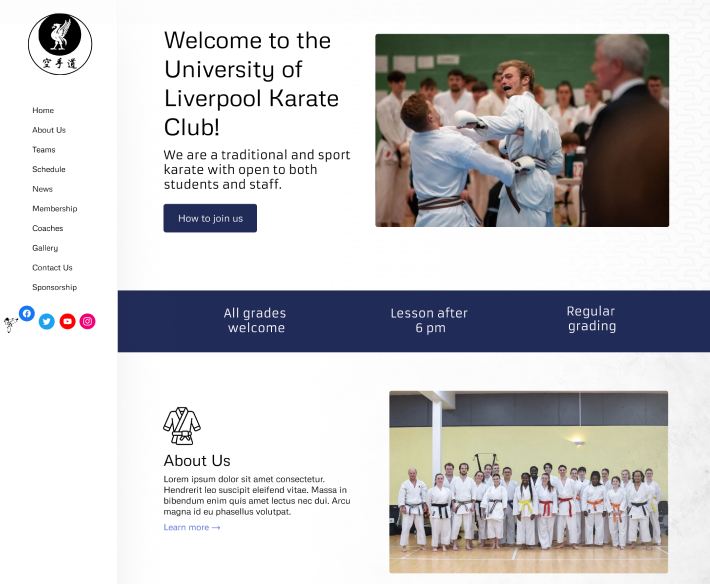 空手道
Home
About Us
Teams
Schedule
News
Membership
Coaches
Gallery
Contact Us
Sponsorship
Welcome to the
University of
Liverpool Karate
Club!
We are a traditional and sport
karate with open to both
students and staff.
How to join us
All grades
welcome
Lesson after
6 pm
Regular
grading
About Us
Lorem ipsum dolor sit amet consectetur.
Hendrerit leo suscipit eleifend vitae. Massa in
bibendum enim quis amet lectus nec dui. Arcu
magna id eu phasellus volutpat.
Learn more →